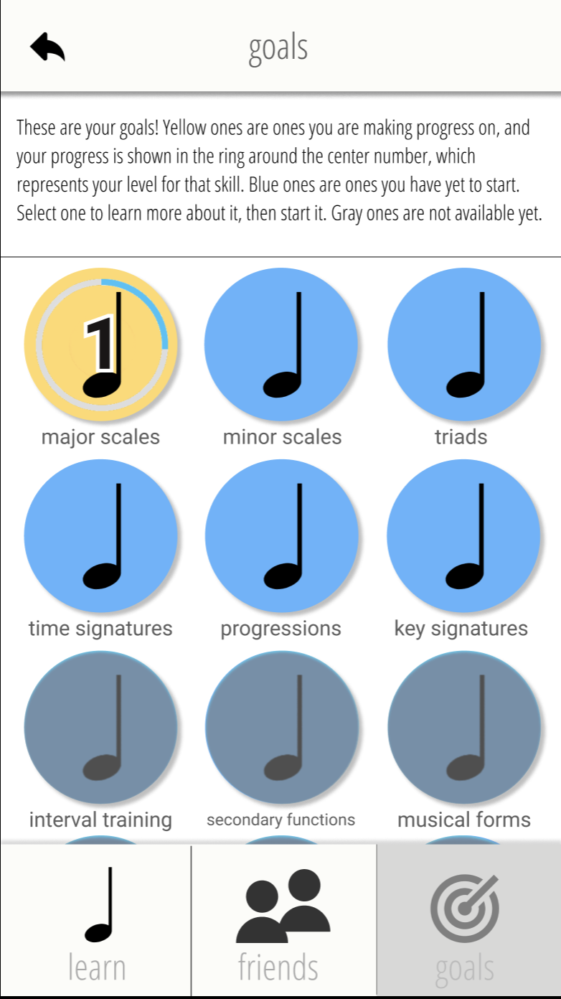 goals
These are your goals! Yellow ones are ones you are making progress on, and
your progress is shown in the ring around the center number, which
represents your level for that skill. Blue ones are ones you have yet to start.
Select one to learn more about it, then start it. Gray ones are not available yet.
1
major scales
minor scales
triads
time signatures
progressions
key signatures
interval training
secondary functions
musical forms
learn
friends
goals